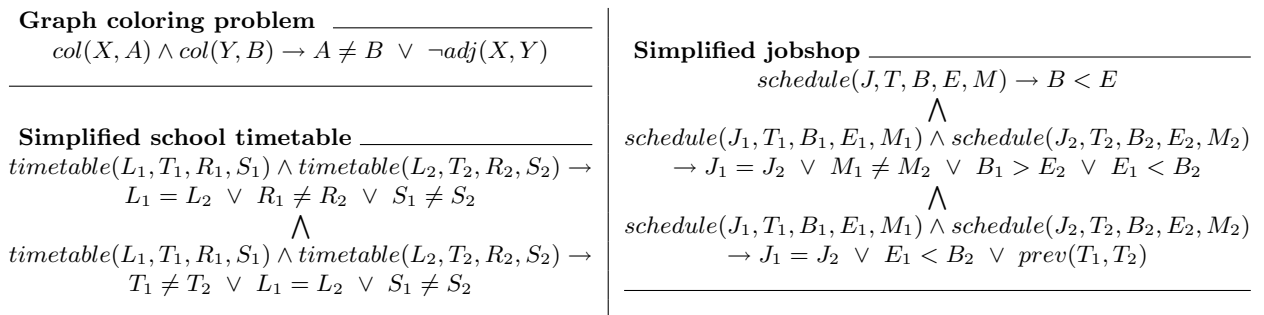 Graph coloring problem
col(X, A) ∧ col(Y, B) → A ≠ B ∨ ¬adj(X, Y)
Simplified school timetable
timetable(L₁, T₁, R₁, S₁) ∧ timetable(L₂, T₂, R₂, S₂) →
L₁ = L₂ ∨ R₁ ≠ R₂ ∨ S₁ ≠ S₂
∧
timetable(L₁, T₁, R₁, S₁) ∧ timetable(L₂, T₂, R₂, S₂) →
T₁ ≠ T₂ ∨ L₁ = L₂ ∨ S₁ ≠ S₂
Simplified jobshop
schedule(J, T, B, E, M) → B < E
∧
schedule(J₁, T₁, B₁, E₁, M₁) ∧ schedule(J₂, T₂, B₂, E₂, M₂)
→ J₁ = J₂ ∨ M₁ ≠ M₂ ∨ B₁ > E₂ ∨ E₁ < B₂
∧
schedule(J₁, T₁, B₁, E₁, M₁) ∧ schedule(J₂, T₂, B₂, E₂, M₂)
→ J₁ = J₂ ∨ E₁ < B₂ ∨ prev(T₁, T₂)